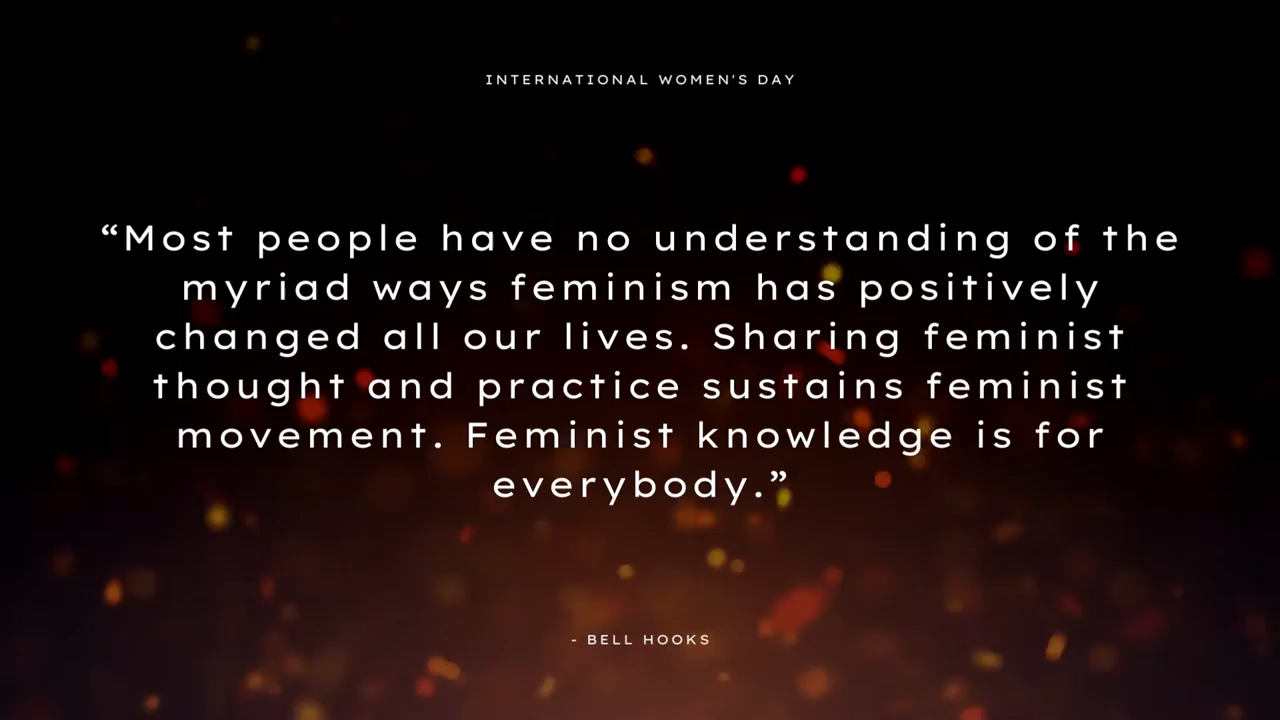 INTERNATIONAL WOMEN'S DAY
“Most people have no understanding of the
myriad ways feminism has positively
changed all our lives. Sharing feminist
thought and practice sustains feminist
movement. Feminist knowledge is for
everybody.”
- BELL HOOKS